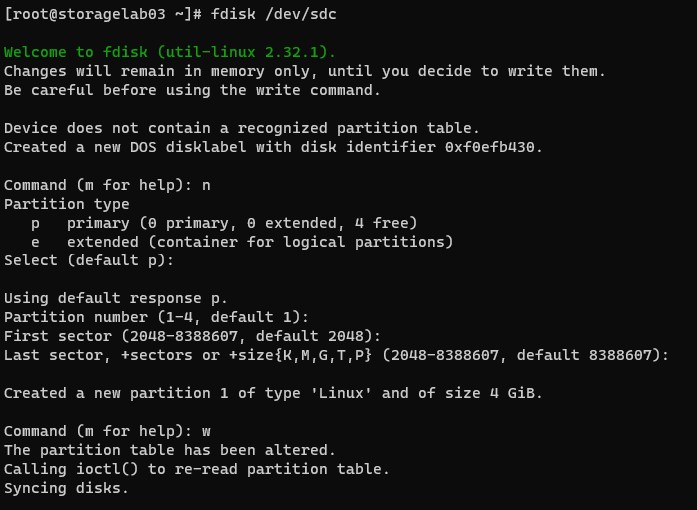 [root@storagelab03 ~]# fdisk /dev/sdc
Welcome to fdisk (util-linux 2.32.1).
Changes will remain in memory only, until you decide to write them.
Be careful before using the write command.
Device does not contain a recognized partition table.
Created a new DOS disklabel with disk identifier 0xf0efb430.
Command (m for help): n
Partition type
   p   primary (0 primary, 0 extended, 4 free)
   e   extended (container for logical partitions)
Select (default p):
Using default response p.
Partition number (1-4, default 1):
First sector (2048-8388607, default 2048):
Last sector, +sectors or +size{K,M,G,T,P} (2048-8388607, default 8388607):
Created a new partition 1 of type 'Linux' and of size 4 GiB.
Command (m for help): w
The partition table has been altered.
Calling ioctl() to re-read partition table.
Syncing disks.